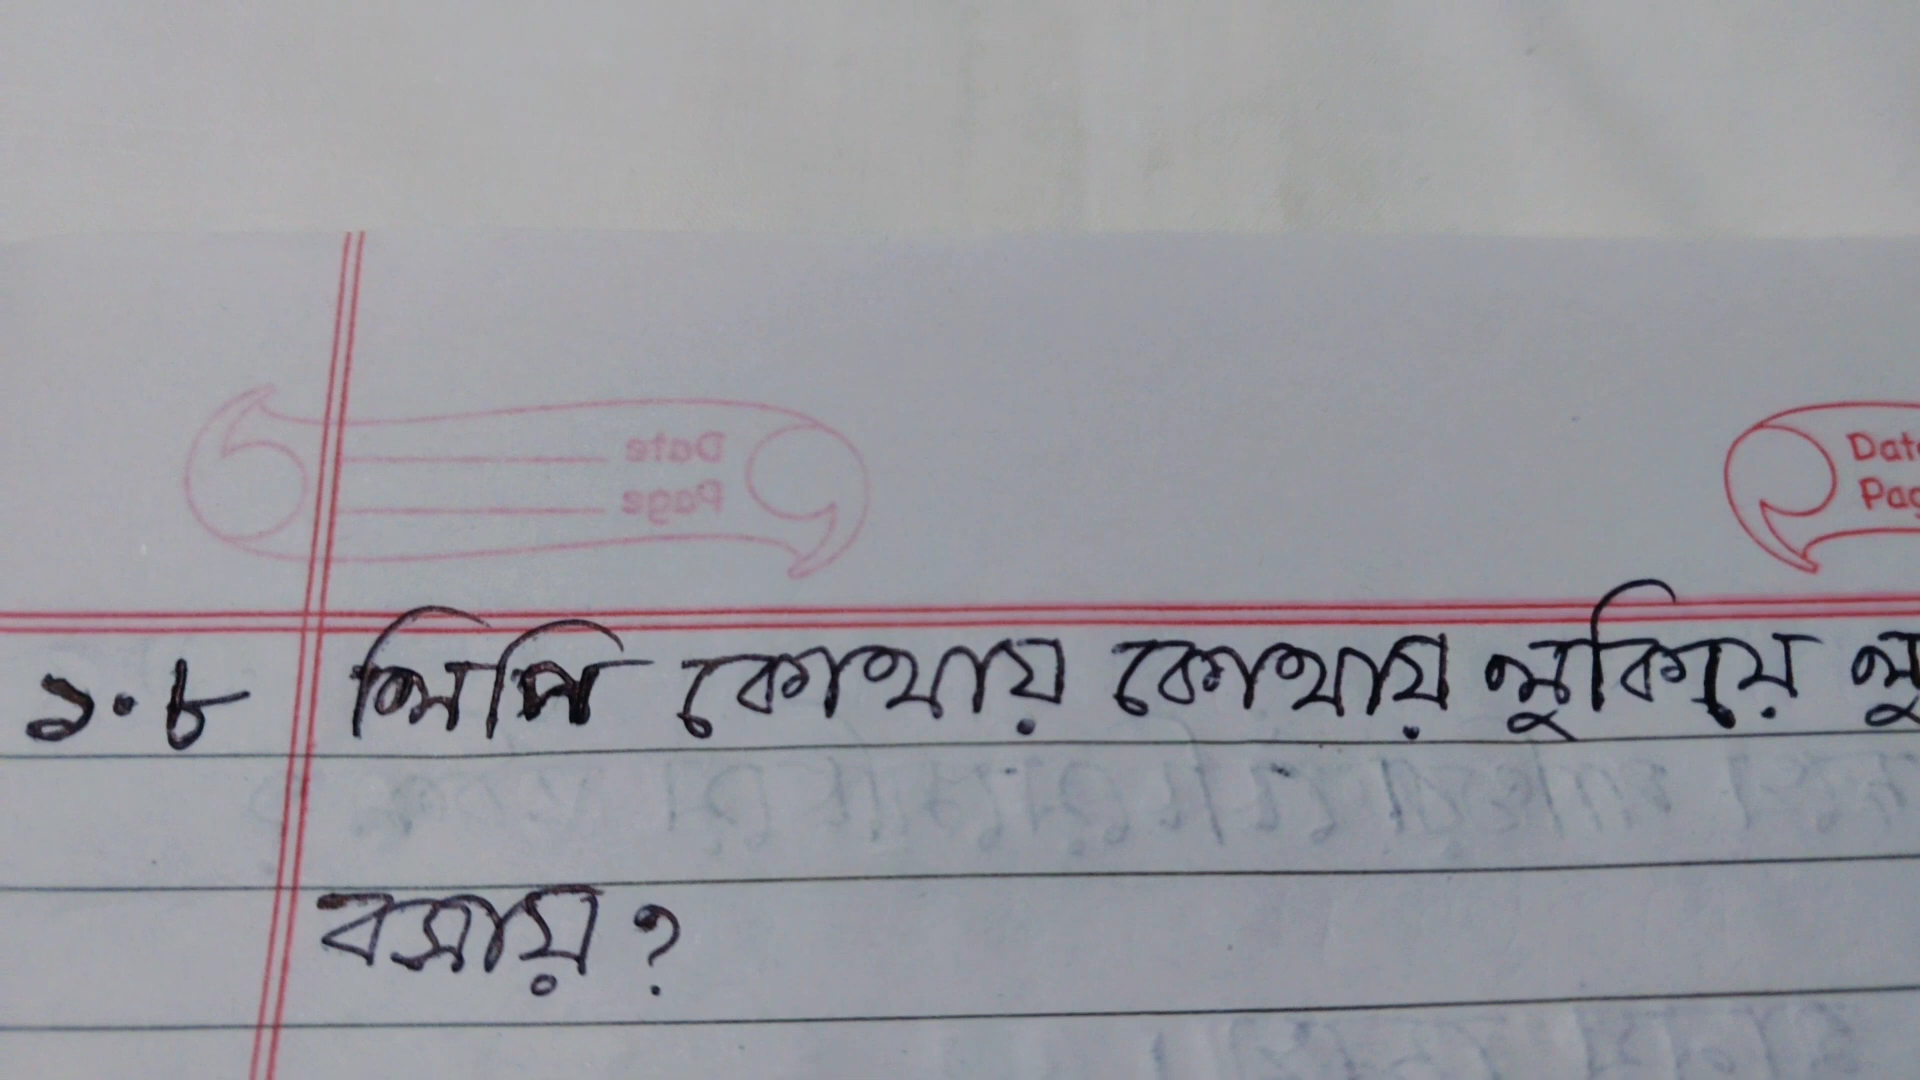 ১.৮ লিপি কোথায় কোথায় লুকিয়ে লু
বসায়?